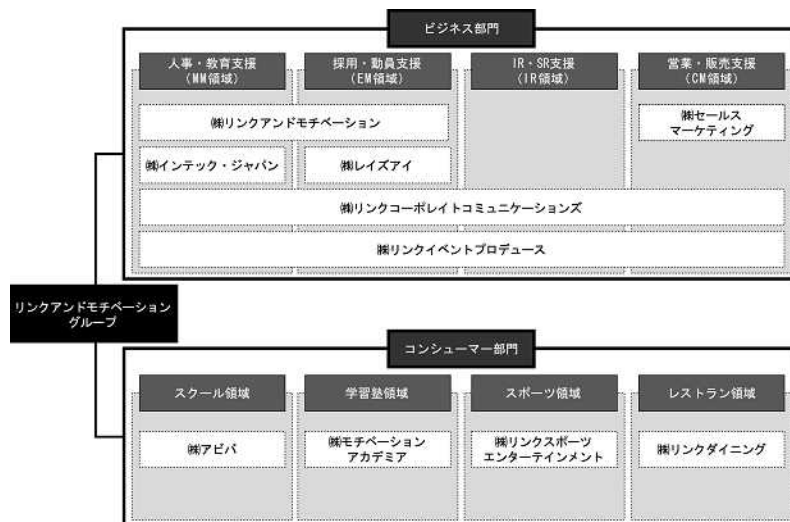 ビジネス部門
人事・教育支援
(MM領域)
採用・動員支援
(EM領域)
IR・SR支援
(IR領域)
営業・販売支援
(CM領域)
㈱リンクアンドモチベーション
㈱セールス
マーケティング
㈱インテック・ジャパン
㈱レイズアイ
㈱リンクコーポレイトコミュニケーションズ
㈱リンクイベントプロデュース
リンクアンドモチベーション
グループ
コンシューマー部門
スクール領域
学習塾領域
スポーツ領域
レストラン領域
㈱アビバ
㈱モチベーション
アカデミア
㈱リンクスポーツ
エンターテインメント
㈱リンクダイニング